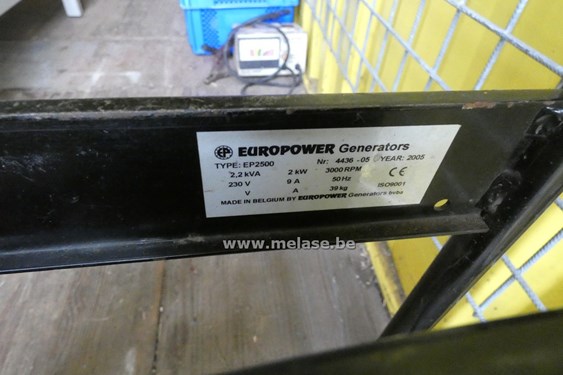 EP EUROPOWER Generators
TYPE: EP2500 Nr: 4436-05 YEAR: 2005
2,2 kVA 2 kW 3000 RPM CE
230 V 9 A 50 Hz ISO9001
V A 39 kg
MADE IN BELGIUM BY EUROPOWER Generators bvba
www.melase.be